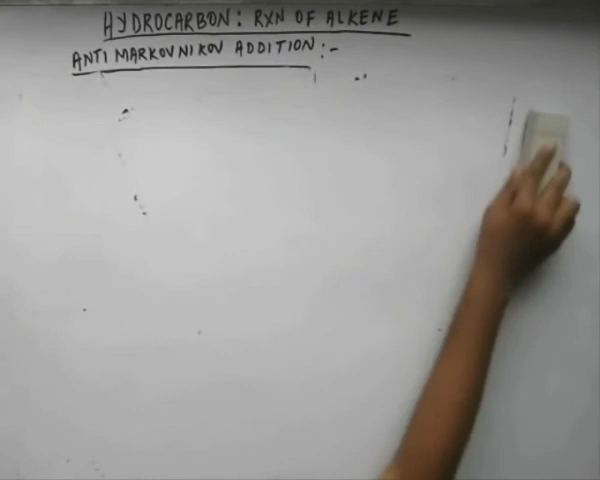 HYDROCARBON: RXN OF ALKENE
ANTI MARKOVNIKOV ADDITION:-